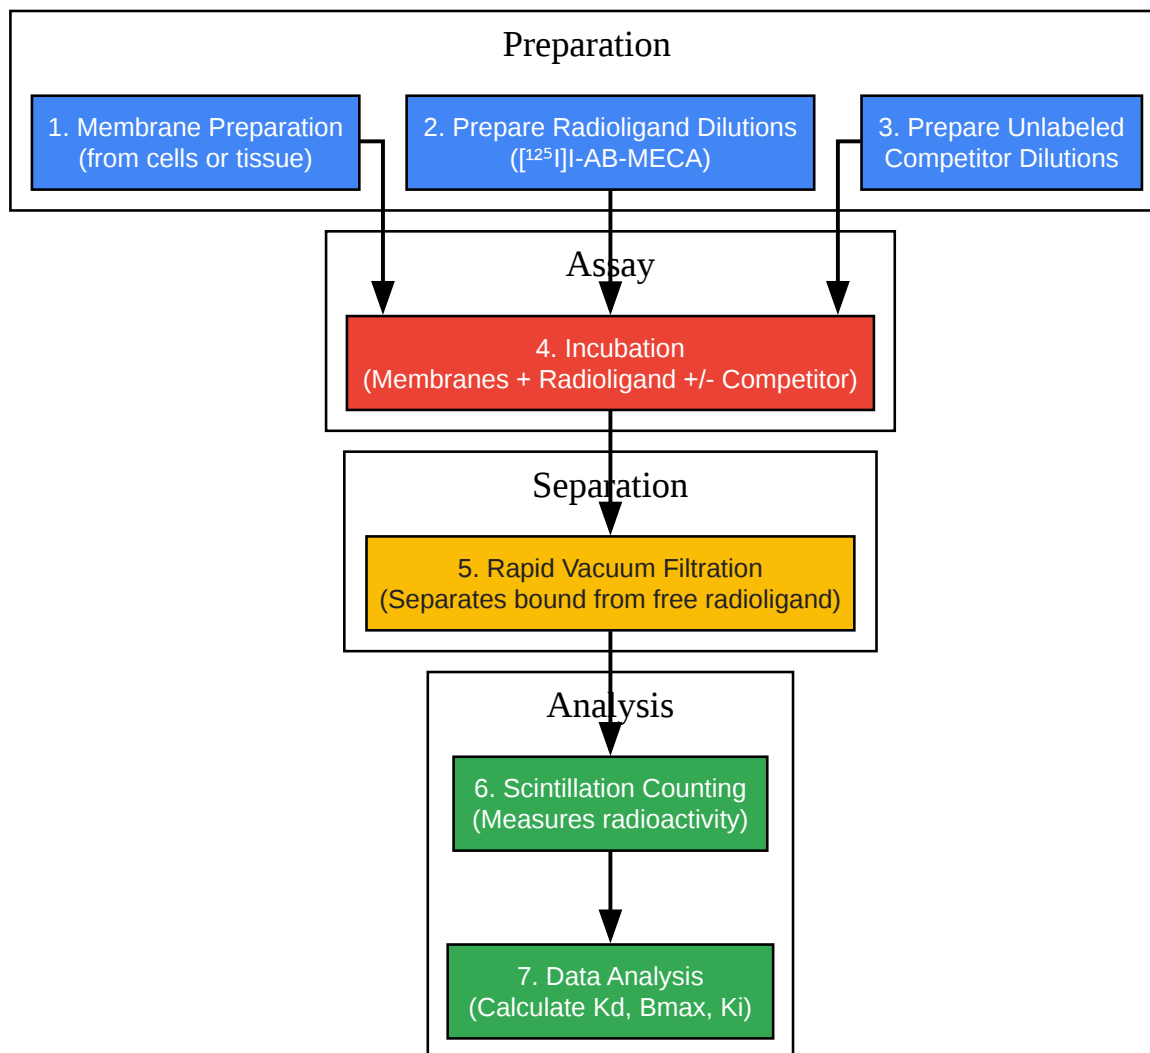 Preparation
1. Membrane Preparation
(from cells or tissue)
2. Prepare Radioligand Dilutions
([¹²⁵I]I-AB-MECA)
3. Prepare Unlabeled
Competitor Dilutions
Assay
4. Incubation
(Membranes + Radioligand +/- Competitor)
Separation
5. Rapid Vacuum Filtration
(Separates bound from free radioligand)
Analysis
6. Scintillation Counting
(Measures radioactivity)
7. Data Analysis
(Calculate Kd, Bmax, Ki)